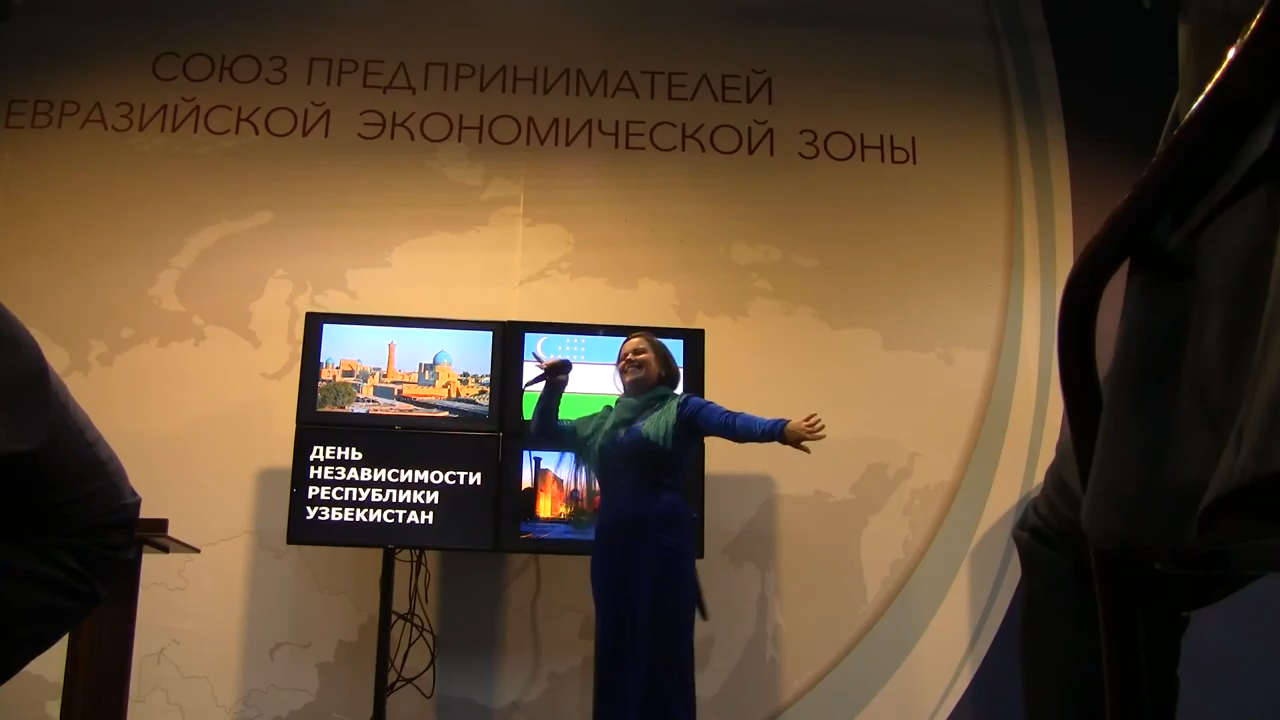 СОЮЗ ПРЕДПРИНИМАТЕЛЕЙ
ЕВРАЗИЙСКОЙ ЭКОНОМИЧЕСКОЙ ЗОНЫ
ДЕНЬ
НЕЗАВИСИМОСТИ
РЕСПУБЛИКИ
УЗБЕКИСТАН